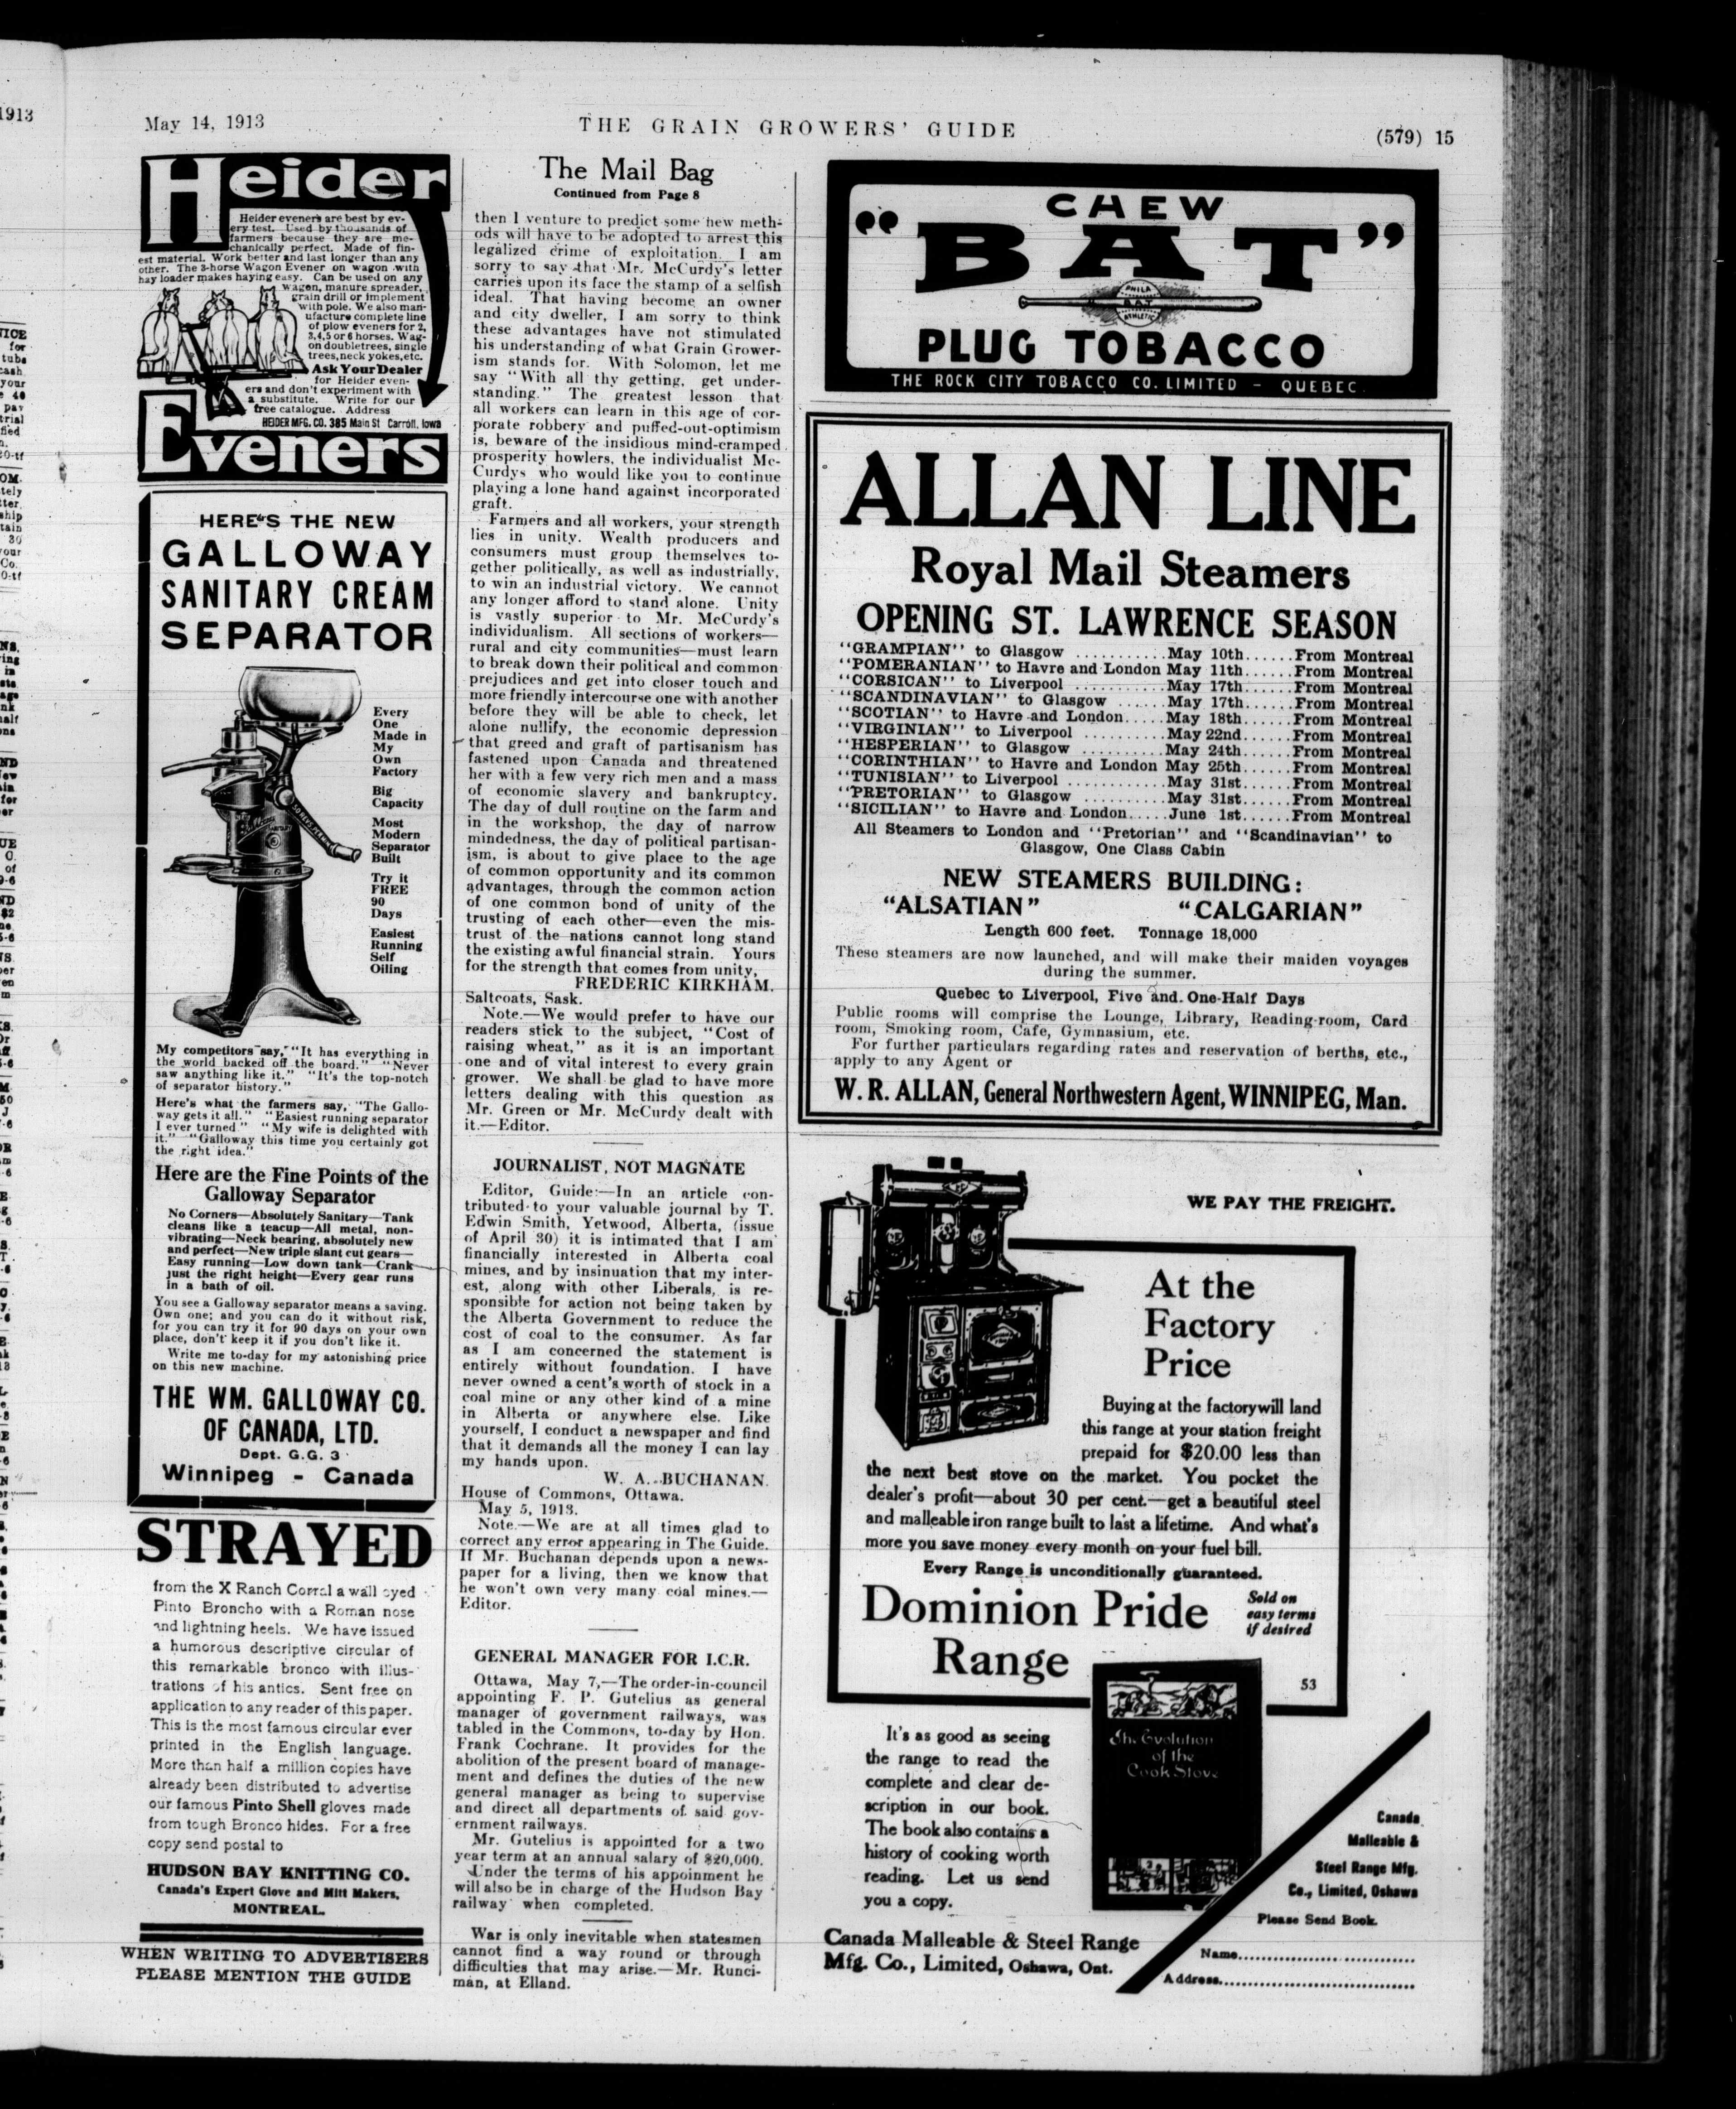 May 14, 1913
THE GRAIN GROWERS' GUIDE
(579) 15
Heider
Heider eveners are best by ev-
ery test. Used by thousands of
farmers because they are me-
chanically perfect. Made of fin-
est material. Work better and last longer than any
other. The 3-horse Wagon Evener on wagon with
hay loader makes haying easy. Can be used on any
wagon, manure spreader,
grain drill or implement
with pole. We also man-
ufacture complete line
of plow eveners for 2,
3, 4, 5 or 6 horses. Wag-
on doubletrees, single
trees, neck yokes, etc.
Ask Your Dealer
for Heider even-
ers and don't experiment with
a substitute. Write for our
free catalogue. Address
HEIDER MFG. CO. 385 Main St Carroll, Iowa
Eveners
HERE'S THE NEW
GALLOWAY
SANITARY CREAM
SEPARATOR
Every
One
Made in
My
Own
Factory
Big
Capacity
Most
Modern
Separator
Built
Try it
FREE
90
Days
Easiest
Running
Self
Oiling
My competitors say, "It has everything in
the world backed off the board." "Never
saw anything like it." "It's the top-notch
of separator history."
Here's what the farmers say, "The Gallo-
way gets it all." "Easiest running separator
I ever turned." "My wife is delighted with
it." "Galloway this time you certainly got
the right idea."
Here are the Fine Points of the
Galloway Separator
No Corners—Absolutely Sanitary—Tank
cleans like a teacup—All metal, non-
vibrating—Neck bearing, absolutely new
and perfect—New triple slant cut gears—
Easy running—Low down tank—Crank
just the right height—Every gear runs
in a bath of oil.
You see a Galloway separator means a saving.
Own one; and you can do it without risk,
for you can try it for 90 days on your own
place, don't keep it if you don't like it.
Write me to-day for my astonishing price
on this new machine.
THE WM. GALLOWAY CO.
OF CANADA, LTD.
Dept. G.G. 3
Winnipeg - Canada
STRAYED
from the X Ranch Corral a wall eyed
Pinto Broncho with a Roman nose
and lightning heels. We have issued
a humorous descriptive circular of
this remarkable bronco with illus-
trations of his antics. Sent free on
application to any reader of this paper.
This is the most famous circular ever
printed in the English language.
More than half a million copies have
already been distributed to advertise
our famous Pinto Shell gloves made
from tough Bronco hides. For a free
copy send postal to
HUDSON BAY KNITTING CO.
Canada's Expert Glove and Mitt Makers,
MONTREAL.
WHEN WRITING TO ADVERTISERS
PLEASE MENTION THE GUIDE
The Mail Bag
Continued from Page 8
then I venture to predict some new meth-
ods will have to be adopted to arrest this
legalized crime of exploitation. I am
sorry to say that Mr. McCurdy's letter
carries upon its face the stamp of a selfish
ideal. That having become an owner
and city dweller, I am sorry to think
these advantages have not stimulated
his understanding of what Grain Grower-
ism stands for. With Solomon, let me
say "With all thy getting, get under-
standing." The greatest lesson that
all workers can learn in this age of cor-
porate robbery and puffed-out-optimism
is, beware of the insidious mind-cramped
prosperity howlers, the individualist Mc-
Curdys who would like you to continue
playing a lone hand against incorporated
graft.
Farmers and all workers, your strength
lies in unity. Wealth producers and
consumers must group themselves to-
gether politically, as well as industrially,
to win an industrial victory. We cannot
any longer afford to stand alone. Unity
is vastly superior to Mr. McCurdy's
individualism. All sections of workers—
rural and city communities—must learn
to break down their political and common
prejudices and get into closer touch and
more friendly intercourse one with another
before they will be able to check, let
alone nullify, the economic depression
that greed and graft of partisanism has
fastened upon Canada and threatened
her with a few very rich men and a mass
of economic slavery and bankruptcy.
The day of dull routine on the farm and
in the workshop, the day of narrow
mindedness, the day of political partisan-
ism, is about to give place to the age
of common opportunity and its common
advantages, through the common action
of one common bond of unity of the
trusting of each other—even the mis-
trust of the nations cannot long stand
the existing awful financial strain. Yours
for the strength that comes from unity,
FREDERIC KIRKHAM.
Saltcoats, Sask.
Note.—We would prefer to have our
readers stick to the subject, "Cost of
raising wheat," as it is an important
one and of vital interest to every grain
grower. We shall be glad to have more
letters dealing with this question as
Mr. Green or Mr. McCurdy dealt with
it.—Editor.
JOURNALIST, NOT MAGNATE
Editor, Guide:—In an article con-
tributed to your valuable journal by T.
Edwin Smith, Yetwood, Alberta, (issue
of April 30) it is intimated that I am
financially interested in Alberta coal
mines, and by insinuation that my inter-
est, along with other Liberals, is re-
sponsible for action not being taken by
the Alberta Government to reduce the
cost of coal to the consumer. As far
as I am concerned the statement is
entirely without foundation. I have
never owned a cent's worth of stock in a
coal mine or any other kind of a mine
in Alberta or anywhere else. Like
yourself, I conduct a newspaper and find
that it demands all the money I can lay
my hands upon.
W. A. BUCHANAN.
House of Commons, Ottawa.
May 5, 1913.
Note.—We are at all times glad to
correct any error appearing in The Guide.
If Mr. Buchanan depends upon a news-
paper for a living, then we know that
he won't own very many coal mines.—
Editor.
GENERAL MANAGER FOR I.C.R.
Ottawa, May 7,—The order-in-council
appointing F. P. Gutelius as general
manager of government railways, was
tabled in the Commons, to-day by Hon.
Frank Cochrane. It provides for the
abolition of the present board of manage-
ment and defines the duties of the new
general manager as being to supervise
and direct all departments of said gov-
ernment railways.
Mr. Gutelius is appointed for a two
year term at an annual salary of $20,000.
Under the terms of his appoinment he
will also be in charge of the Hudson Bay
railway when completed.
War is only inevitable when statesmen
cannot find a way round or through
difficulties that may arise.—Mr. Runci-
man, at Elland.
CHEW
"BAT"
PHILA
BAT
ATHLETIC
PLUG TOBACCO
THE ROCK CITY TOBACCO CO. LIMITED - QUEBEC
ALLAN LINE
Royal Mail Steamers
OPENING ST. LAWRENCE SEASON
"GRAMPIAN" to Glasgow ..........May 10th......From Montreal
"POMERANIAN" to Havre and London May 11th......From Montreal
"CORSICAN" to Liverpool ..........May 17th......From Montreal
"SCANDINAVIAN" to Glasgow ......May 17th......From Montreal
"SCOTIAN" to Havre and London.....May 18th......From Montreal
"VIRGINIAN" to Liverpool ..........May 22nd......From Montreal
"HESPERIAN" to Glasgow ..........May 24th......From Montreal
"CORINTHIAN" to Havre and London May 25th......From Montreal
"TUNISIAN" to Liverpool ..........May 31st......From Montreal
"PRETORIAN" to Glasgow ..........May 31st......From Montreal
"SICILIAN" to Havre and London.....June 1st......From Montreal
All Steamers to London and "Pretorian" and "Scandinavian" to
Glasgow, One Class Cabin
NEW STEAMERS BUILDING:
"ALSATIAN" "CALGARIAN"
Length 600 feet. Tonnage 18,000
These steamers are now launched, and will make their maiden voyages
during the summer.
Quebec to Liverpool, Five and One-Half Days
Public rooms will comprise the Lounge, Library, Reading-room, Card
room, Smoking room, Cafe, Gymnasium, etc.
For further particulars regarding rates and reservation of berths, etc.,
apply to any Agent or
W. R. ALLAN, General Northwestern Agent, WINNIPEG, Man.
WE PAY THE FREIGHT.
At the
Factory
Price
Buying at the factory will land
this range at your station freight
prepaid for $20.00 less than
the next best stove on the market. You pocket the
dealer's profit—about 30 per cent.—get a beautiful steel
and malleable iron range built to last a lifetime. And what's
more you save money every month on your fuel bill.
Every Range is unconditionally guaranteed.
Dominion Pride
Range
Sold on
easy terms
if desired
53
It's as good as seeing
the range to read the
complete and clear de-
scription in our book.
The book also contains a
history of cooking worth
reading. Let us send
you a copy.
The Evolution
of the
Cook Stove
Canada Malleable & Steel Range
Mfg. Co., Limited, Oshawa, Ont.
Canada
Malleable &
Steel Range Mfg.
Co., Limited, Oshawa
Please Send Book.
Name..............................
Address..............................